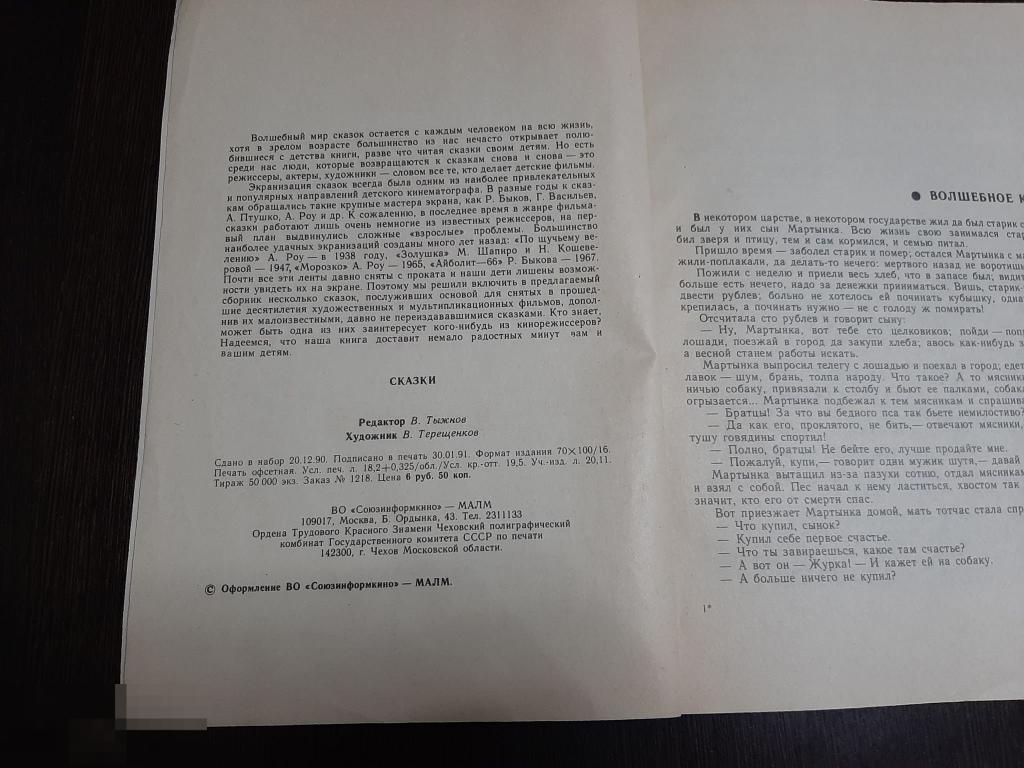 Волшебный мир сказок остается с каждым человеком на всю жизнь,
хотя в зрелом возрасте большинство из нас нечасто открывает полю-
бившиеся с детства книги, разве что читая сказки своим детям. Но есть
среди нас люди, которые возвращаются к сказкам снова и снова — это
режиссеры, актеры, художники — словом все те, кто делает детские фильмы.
Экранизация сказок всегда была одним из наиболее привлекательных
и популярных направлений детского кинематографа. В разные годы к сказ-
кам обращались такие крупные мастера экрана, как Р. Быков, Г. Васильев,
А. Птушко, А. Роу и др. К сожалению, в последнее время в жанре фильма-
сказки работают лишь очень немногие из известных режиссеров, на пер-
вый план выдвинулись сложные «взрослые» проблемы. Большинство
наиболее удачных экранизаций созданы много лет назад: «По щучьему ве-
лению» А. Роу — в 1938 году, «Золушка» М. Шапиро и Н. Кошеве-
ровой — 1947, «Морозко» А. Роу — 1965, «Айболит—66» Р. Быкова — 1967.
Почти все эти ленты давно сняты с проката и наши дети лишены возмож-
ности увидеть их на экране. Поэтому мы решили включить в предлагаемый
сборник несколько сказок, послуживших основой для снятых в прошед-
шие десятилетия художественных и мультипликационных фильмов, допол-
нив их малоизвестными, давно не переиздававшимися сказками. Кто знает,
может быть одна из них заинтересует кого-нибудь из кинорежиссеров?
Надеемся, что наша книга доставит немало радостных минут вам и
вашим детям.
СКАЗКИ
Редактор В. Тыжнов
Художник В. Терещенков
Сдано в набор 20.12.90. Подписано в печать 30.01.91. Формат издания 70×100/16.
Печать офсетная. Усл. печ. л. 18,2+0,325/обл./Усл. кр.-отт. 19,5. Уч.-изд. л. 20,11.
Тираж 50 000 экз. Заказ № 1218. Цена 6 руб. 50 коп.
ВО «Союзинформкино» — МАЛМ
109017, Москва, Б. Ордынка, 43. Тел. 2311133
Ордена Трудового Красного Знамени Чеховский полиграфический
комбинат Государственного комитета СССР по печати
142300, г. Чехов Московской области.
© Оформление ВО «Союзинформкино» — МАЛМ.
● ВОЛШЕБНОЕ К
В некотором царстве, в некотором государстве жил да был старик с
и был у них сын Мартынка. Всю жизнь свою занимался стар
бил зверя и птицу, тем и сам кормился, и семью питал.
Пришло время — заболел старик и помер; остался Мартынка с ма
жили-поплакали, да делать-то нечего: мертвого назад не воротишь
Пожили с неделю и приели весь хлеб, что в запасе был; видит
больше есть нечего, надо за денежки приниматься. Вишь, старик-
двести рублев; больно не хотелось ей починать кубышку, одна
крепилась, а починать нужно — не с голоду ж помирать!
Отсчитала сто рублев и говорит сыну:
— Ну, Мартынка, вот тебе сто целковиков; пойди — попр
лошади, поезжай в город да закупи хлеба; авось как-нибудь з
а весной станем работы искать.
Мартынка выпросил телегу с лошадью и поехал в город; едет
лавок — шум, брань, толпа народу. Что такое? А то мясники
ничью собаку, привязали к столбу и бьют ее палками, собака
огрызается... Мартынка подбежал к тем мясникам и спрашива
— Братцы! За что вы бедного пса так бьете немилостиво?
— Да как его, проклятого, не бить,— отвечают мясники,
тушу говядины спортил!
— Полно, братцы! Не бейте его, лучше продайте мне.
— Пожалуй, купи,— говорит один мужик шутя,— давай
Мартынка вытащил из-за пазухи сотню, отдал мясникам
и взял с собой. Пес начал к нему ластиться, хвостом так
значит, кто его от смерти спас.
Вот приезжает Мартынка домой, мать тотчас стала спр
— Что купил, сынок?
— Купил себе первое счастье.
— Что ты завираешься, какое там счастье?
— А вот он — Журка! — И кажет ей на собаку.
— А больше ничего не купил?
1*